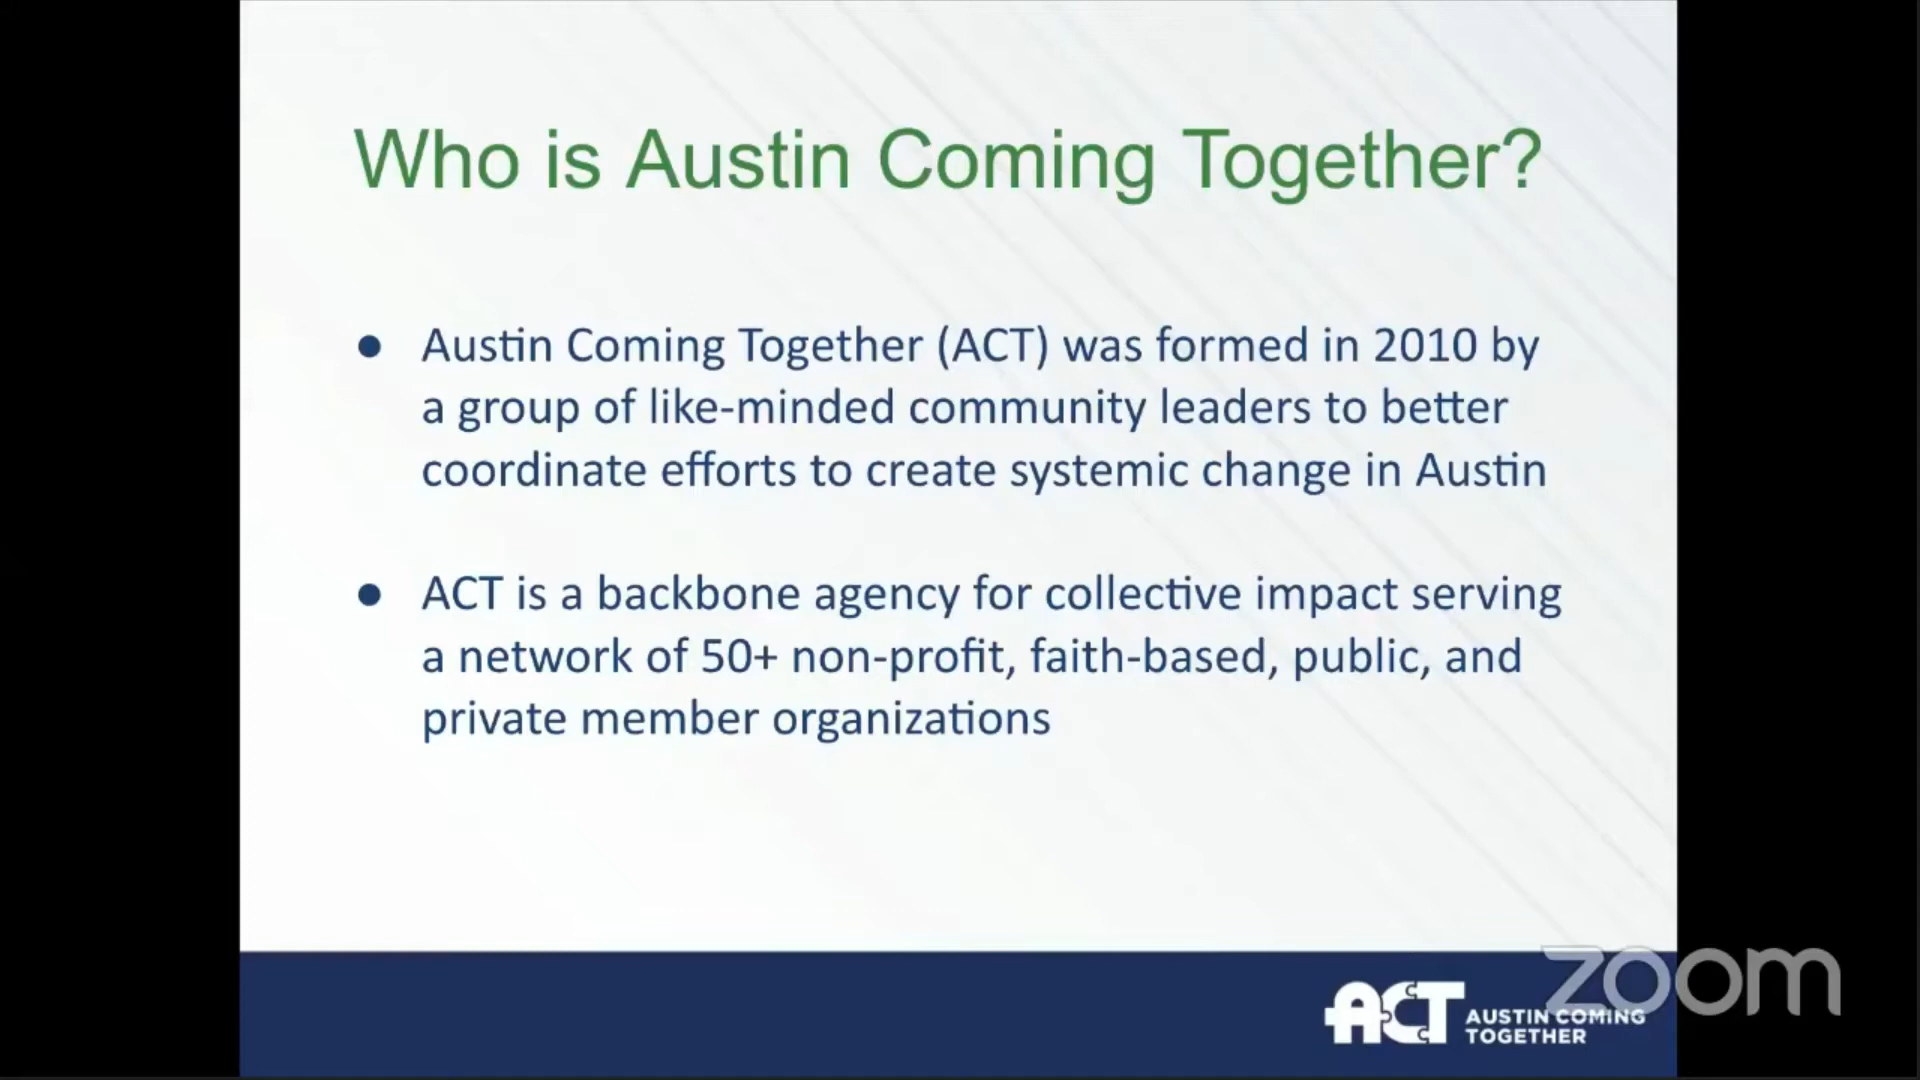 Who is Austin Coming Together?
● Austin Coming Together (ACT) was formed in 2010 by
a group of like-minded community leaders to better
coordinate efforts to create systemic change in Austin
● ACT is a backbone agency for collective impact serving
a network of 50+ non-profit, faith-based, public, and
private member organizations
ACT AUSTIN COMING
TOGETHER
zoom